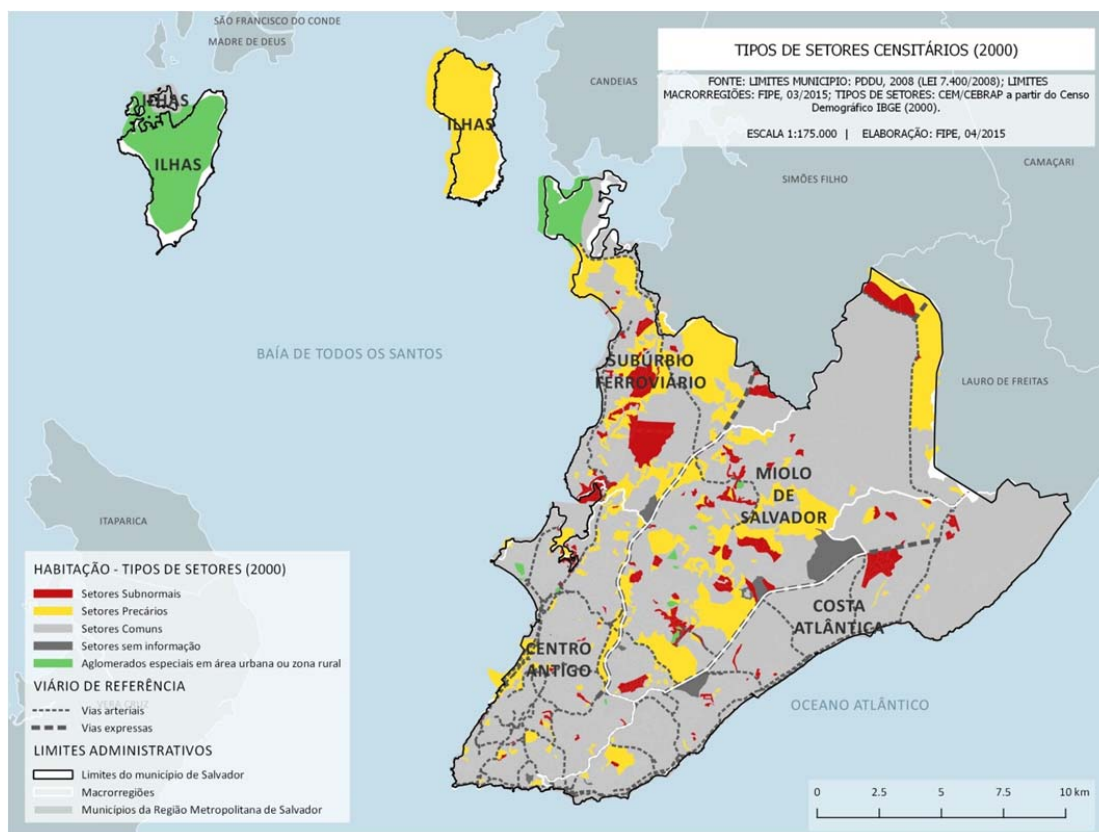 SÃO FRANCISCO DO CONDE
MADRE DE DEUS
CANDEIAS
TIPOS DE SETORES CENSITÁRIOS (2000)
FONTE: LIMITES MUNICIPIO: PDDU, 2008 (LEI 7.400/2008); LIMITES
MACRORREGIÕES: FIPE, 03/2015; TIPOS DE SETORES: CEM/CEBRAP a partir do Censo
Demográfico IBGE (2000).
ESCALA 1:175.000 | ELABORAÇÃO: FIPE, 04/2015
ILHAS
ILHAS
ILHAS
CAMAÇARI
SIMÕES FILHO
BAÍA DE TODOS OS SANTOS
SUBÚRBIO
FERROVIÁRIO
LAURO DE FREITAS
MIOLO
DE
SALVADOR
ITAPARICA
COSTA
ATLÂNTICA
CENTRO
ANTIGO
OCEANO ATLÂNTICO
HABITAÇÃO - TIPOS DE SETORES (2000)
Setores Subnormais
Setores Precários
Setores Comuns
Setores sem informação
Aglomerados especiais em área urbana ou zona rural
VIÁRIO DE REFERÊNCIA
VERA CRUZ
Vias arteriais
Vias expressas
LIMITES ADMINISTRATIVOS
Limites do município de Salvador
Macrorregiões
Municípios da Região Metropolitana de Salvador
0 2.5 5 7.5 10 km